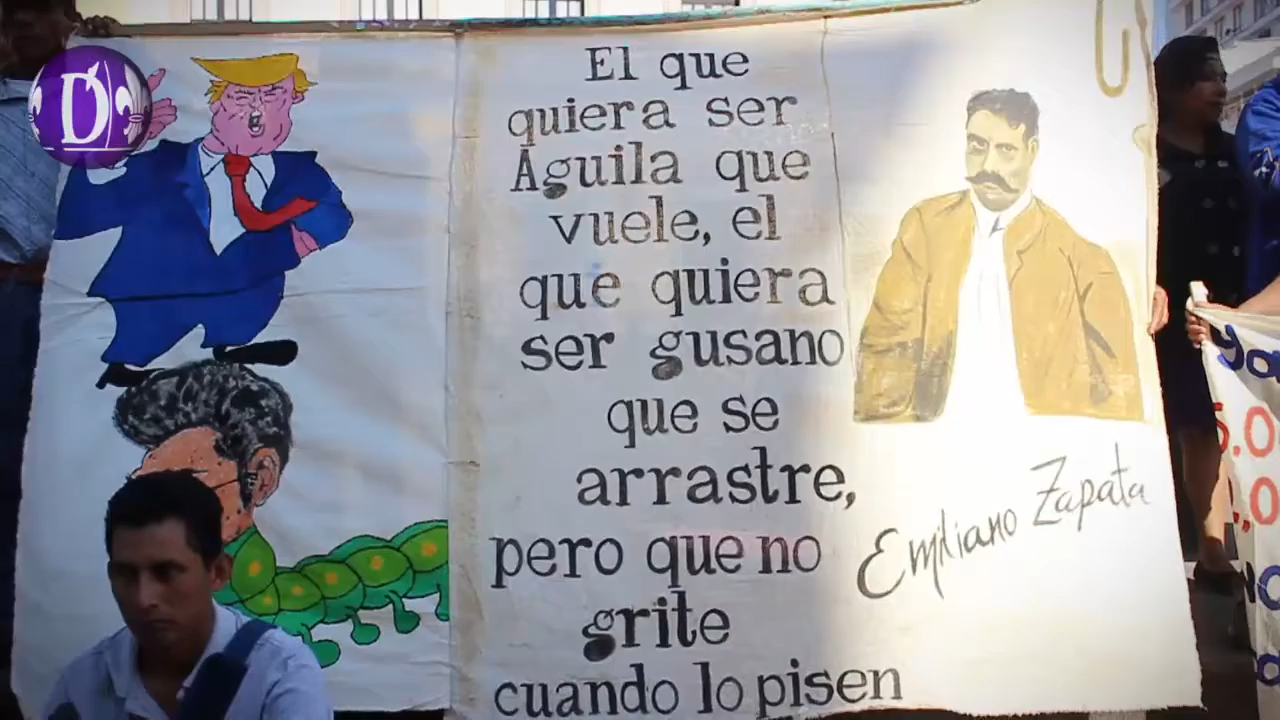 D
El que
quiera ser
Águila que
vuele, el
que quiera
ser gusano
que se
arrastre,
pero que no
grite
cuando lo pisen
Emiliano Zapata